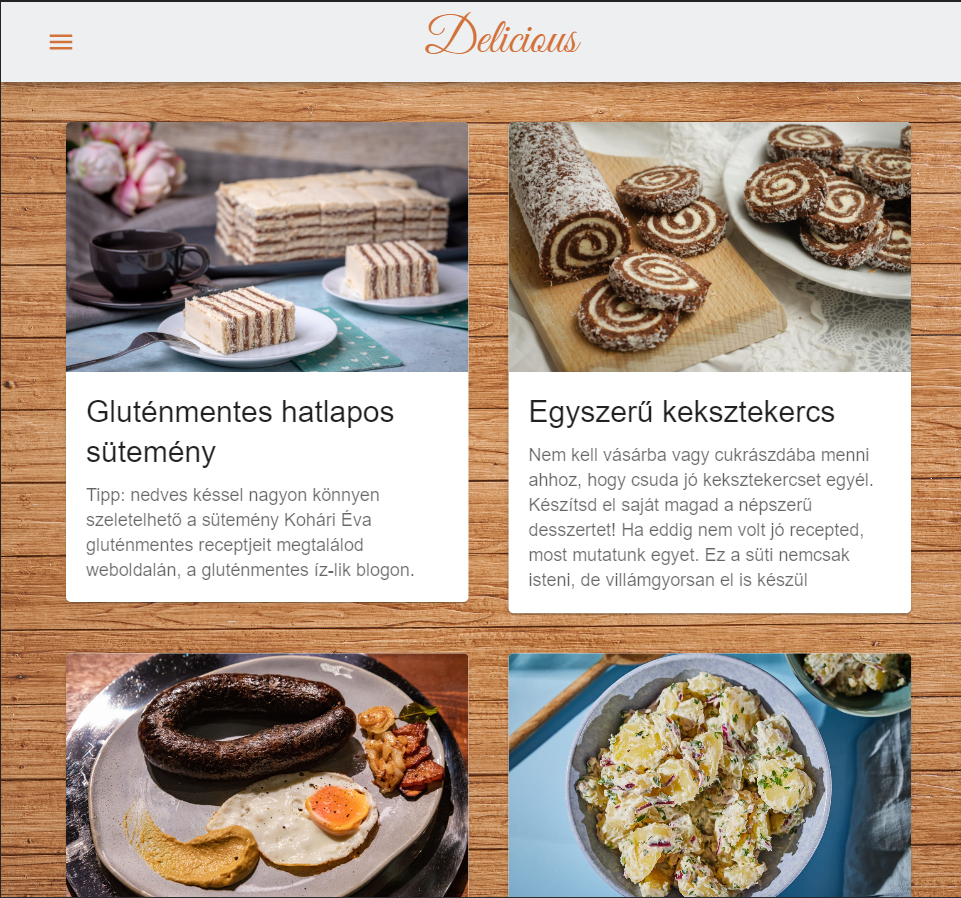 Delicious
Gluténmentes hatlapos
sütemény
Tipp: nedves késsel nagyon könnyen
szeletelhető a sütemény Kohári Éva
gluténmentes receptjeit megtalálod
weboldalán, a gluténmentes íz-lik blogon.
Egyszerű keksztekercs
Nem kell vásárba vagy cukrászdába menni
ahhoz, hogy csuda jó keksztekercset egyél.
Készítsd el saját magad a népszerű
desszertet! Ha eddig nem volt jó recepted,
most mutatunk egyet. Ez a süti nemcsak
isteni, de villámgyorsan el is készül